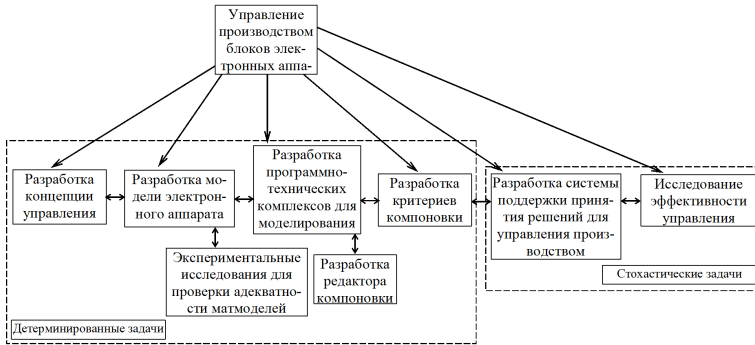 Управление
производством
блоков элек-
тронных аппа-
Разработка
концепции
управления
Разработка мо-
дели электрон-
ного аппарата
Разработка
программно-
технических
комплексов для
моделирования
Разработка
критериев
компоновки
Разработка системы
поддержки приня-
тия решений для
управления произ-
водством
Исследование
эффективности
управления
Экспериментальные
исследования для
проверки адекватно-
сти матмоделей
Разработка
редактора
компоновки
Стохастические задачи
Детерминированные задачи